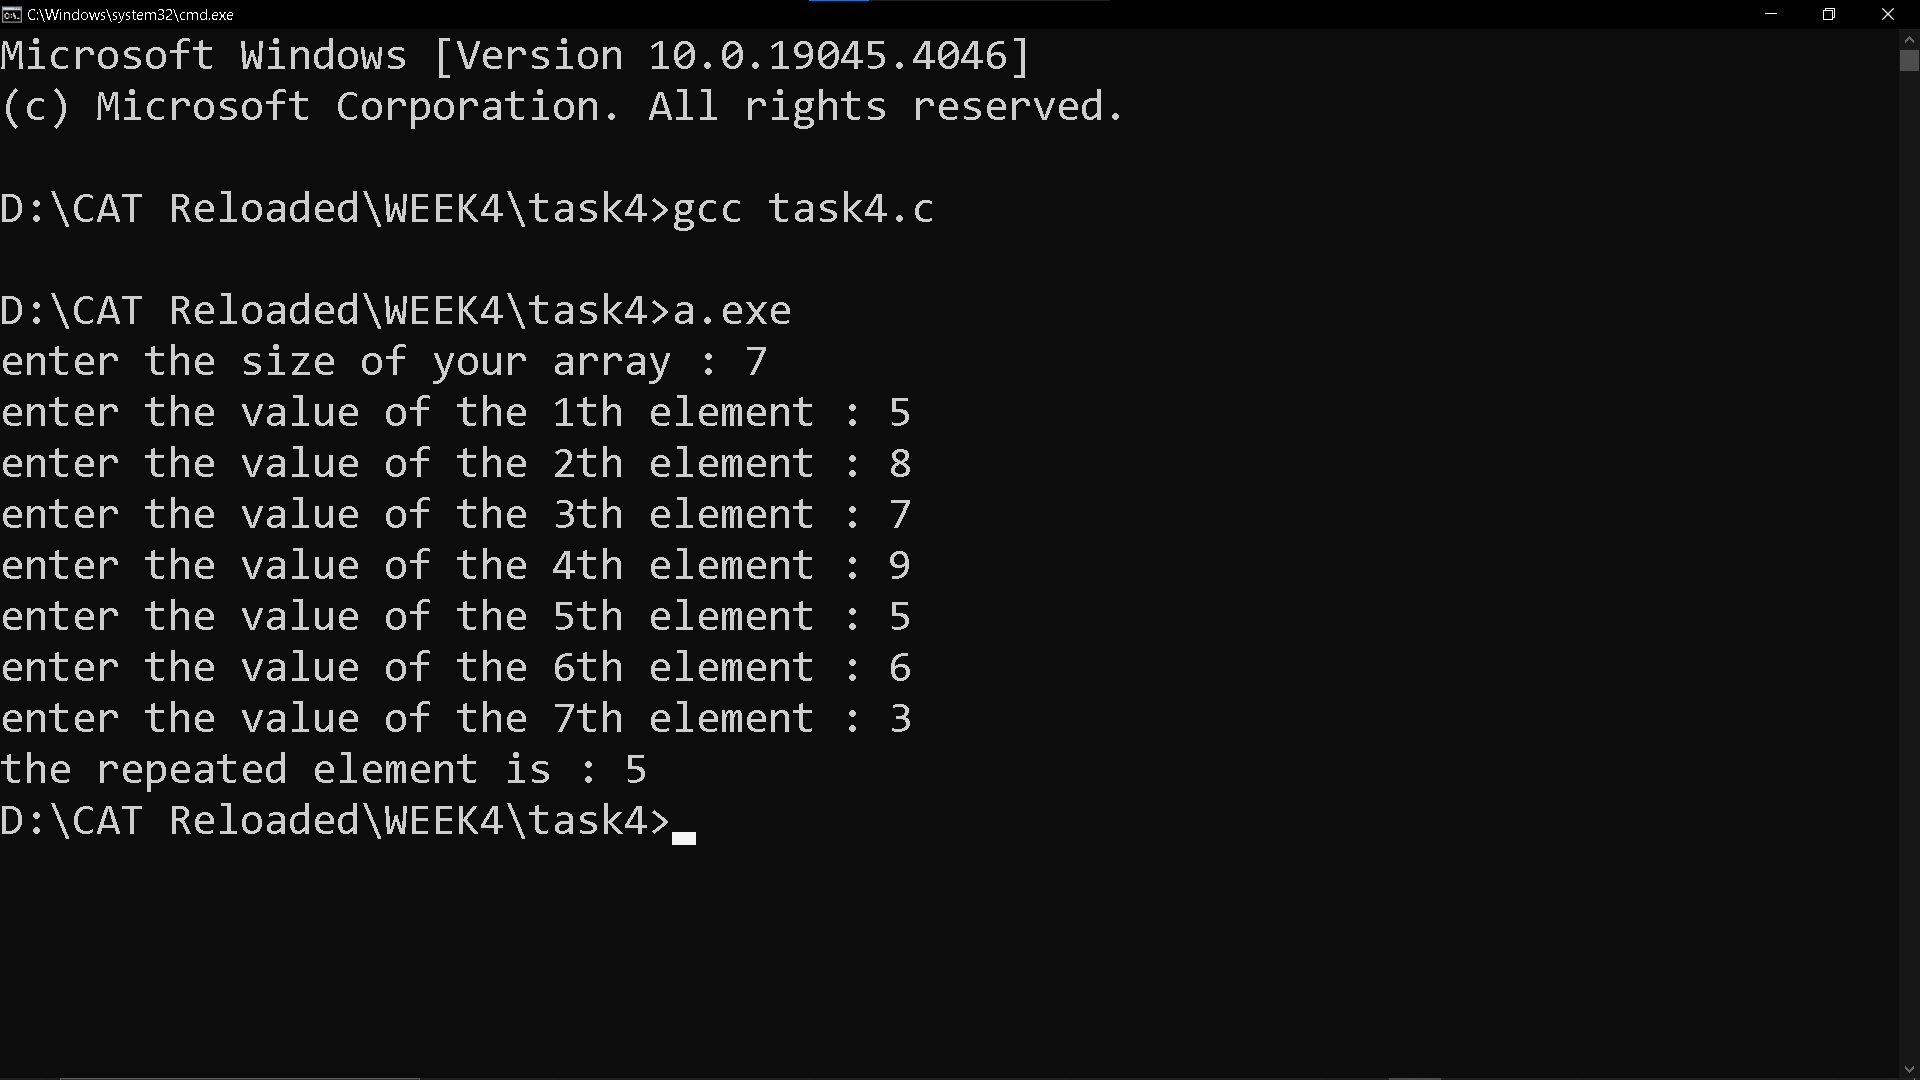 C:\Windows\system32\cmd.exe
Microsoft Windows [Version 10.0.19045.4046]
(c) Microsoft Corporation. All rights reserved.
D:\CAT Reloaded\WEEK4\task4>gcc task4.c
D:\CAT Reloaded\WEEK4\task4>a.exe
enter the size of your array : 7
enter the value of the 1th element : 5
enter the value of the 2th element : 8
enter the value of the 3th element : 7
enter the value of the 4th element : 9
enter the value of the 5th element : 5
enter the value of the 6th element : 6
enter the value of the 7th element : 3
the repeated element is : 5
D:\CAT Reloaded\WEEK4\task4>